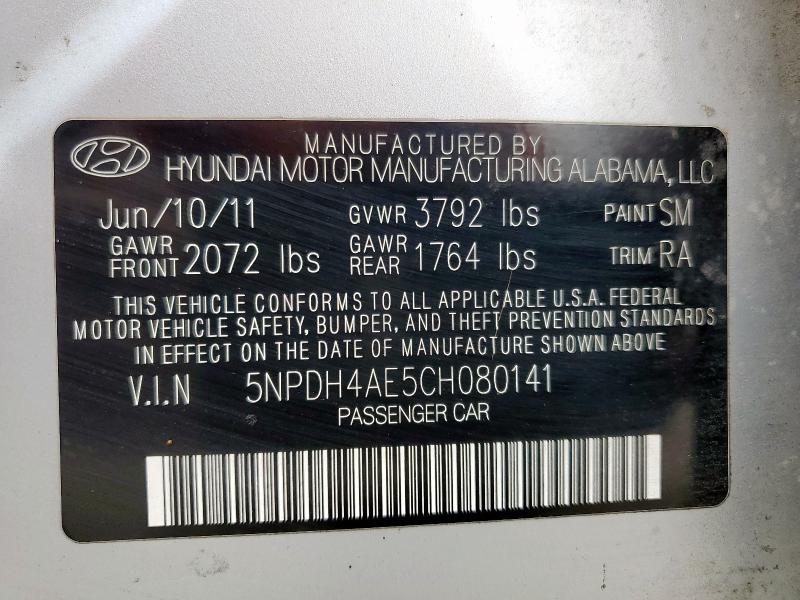 MANUFACTURED BY
HYUNDAI MOTOR MANUFACTURING ALABAMA, LLC
Jun/10/11 GVWR 3792 lbs PAINT SM
GAWR FRONT 2072 lbs GAWR REAR 1764 lbs TRIM RA
THIS VEHICLE CONFORMS TO ALL APPLICABLE U.S.A. FEDERAL
MOTOR VEHICLE SAFETY, BUMPER, AND THEFT PREVENTION STANDARDS
IN EFFECT ON THE DATE OF MANUFACTURE SHOWN ABOVE
V.I.N 5NPDH4AE5CH080141
PASSENGER CAR